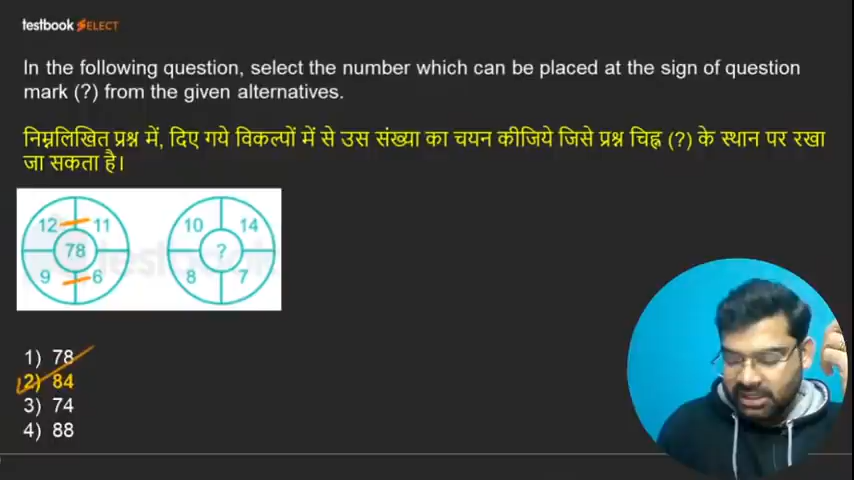 testbook SELECT
In the following question, select the number which can be placed at the sign of question
mark (?) from the given alternatives.
निम्नलिखित प्रश्न में, दिए गये विकल्पों में से उस संख्या का चयन कीजिये जिसे प्रश्न चिह्न (?) के स्थान पर रखा
जा सकता है।
12 11 10 14
78 ?
9 6 8 7
1) 78
2) 84
3) 74
4) 88